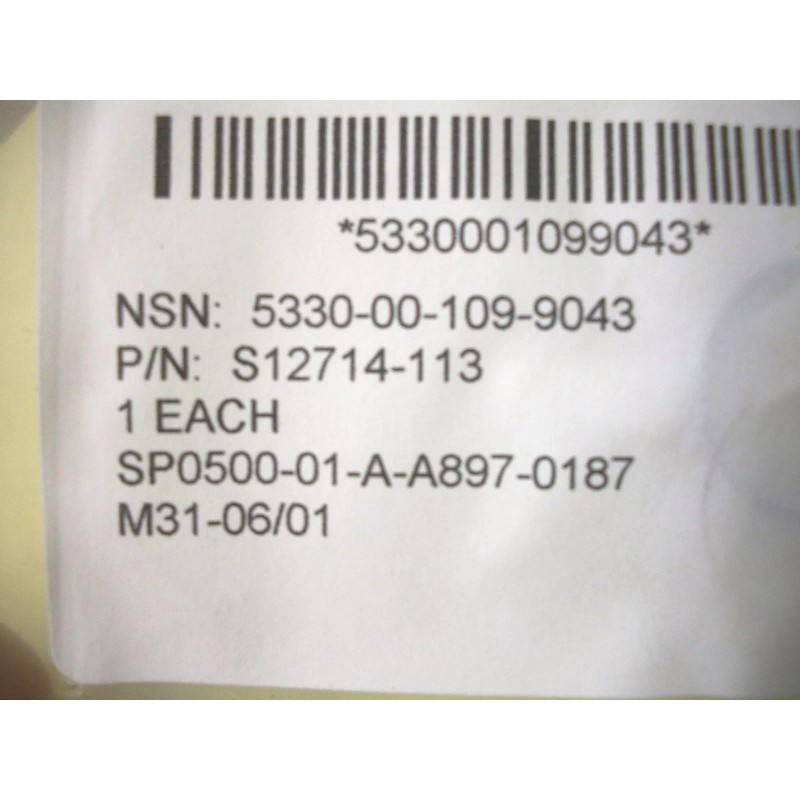 *5330001099043*
NSN: 5330-00-109-9043
P/N: S12714-113
1 EACH
SP0500-01-A-A897-0187
M31-06/01